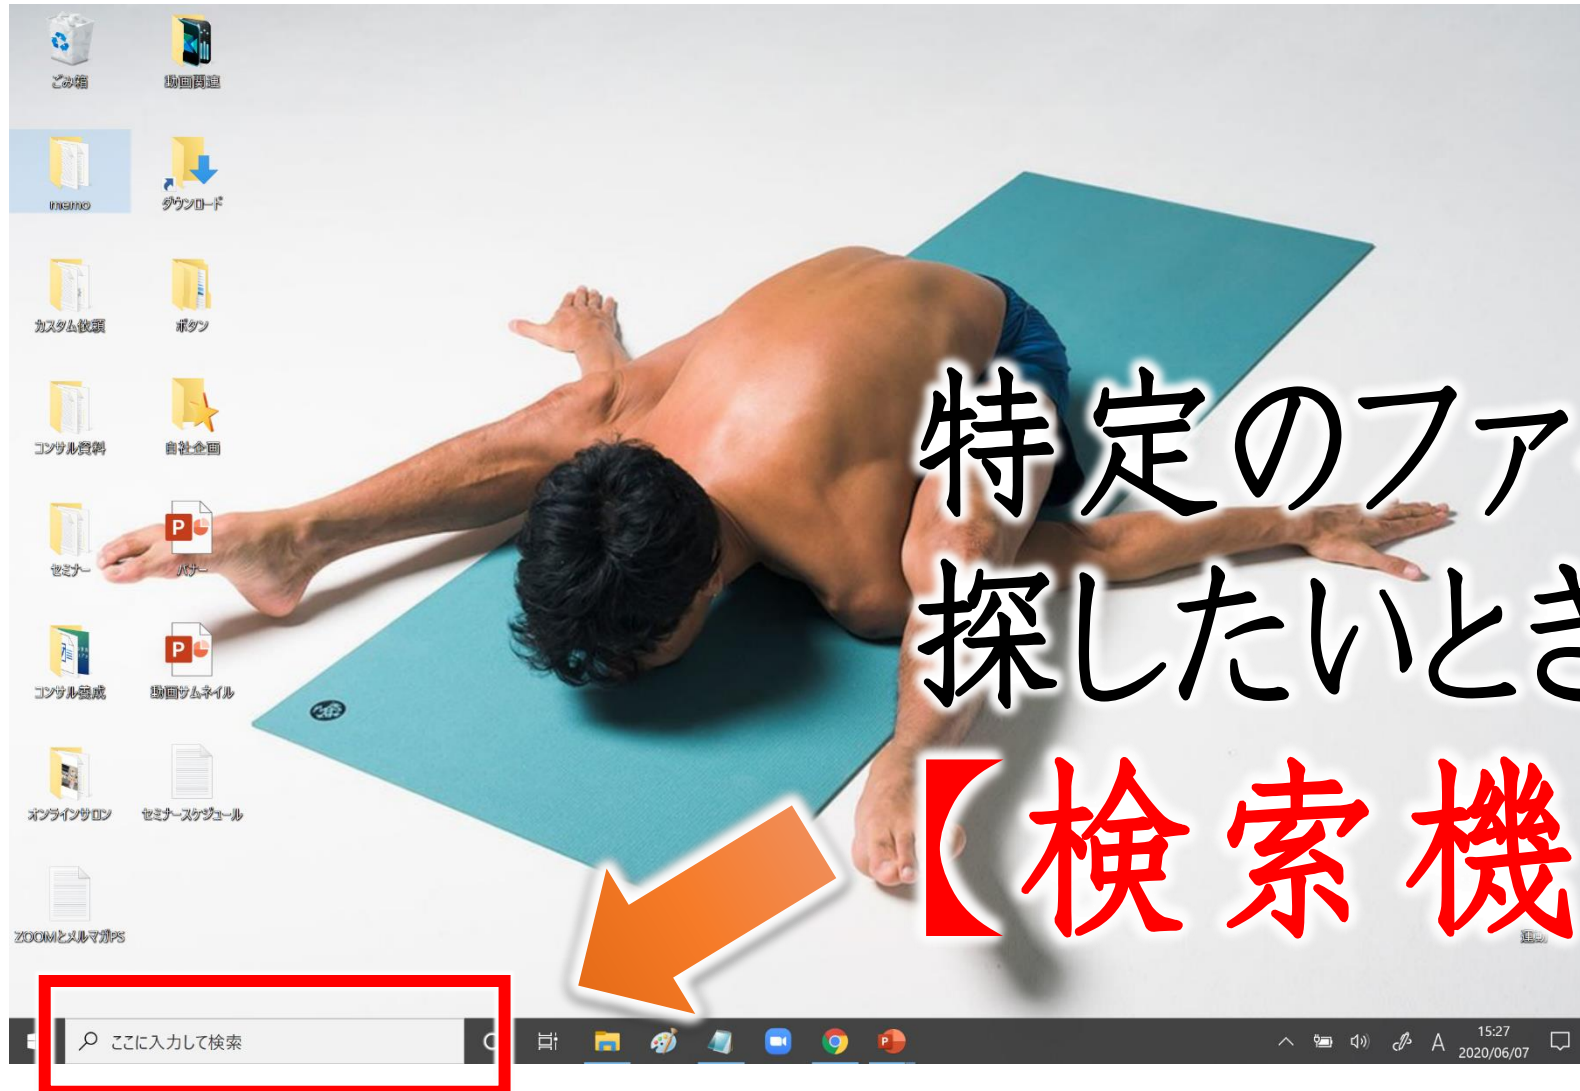 ごみ箱
動画関連
memo
ダウンロード
カスタム依頼
ボタン
コンサル資料
自社企画
セミナー
バナー
コンサル養成
動画サムネイル
オンラインサロン
セミナースケジュール
ZOOMとメルマガPS
特定のファ
探したいとき
【検索機
ここに入力して検索
A
15:27
2020/06/07